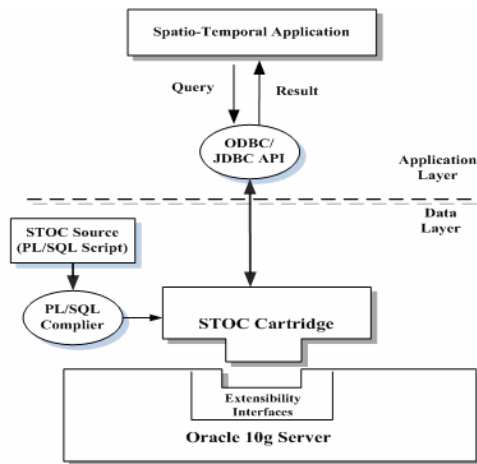 Spatio-Temporal Application
Query
Result
ODBC/
JDBC API
Application
Layer
Data
Layer
STOC Source
(PL/SQL Script)
PL/SQL
Complier
STOC Cartridge
Extensibility
Interfaces
Oracle 10g Server